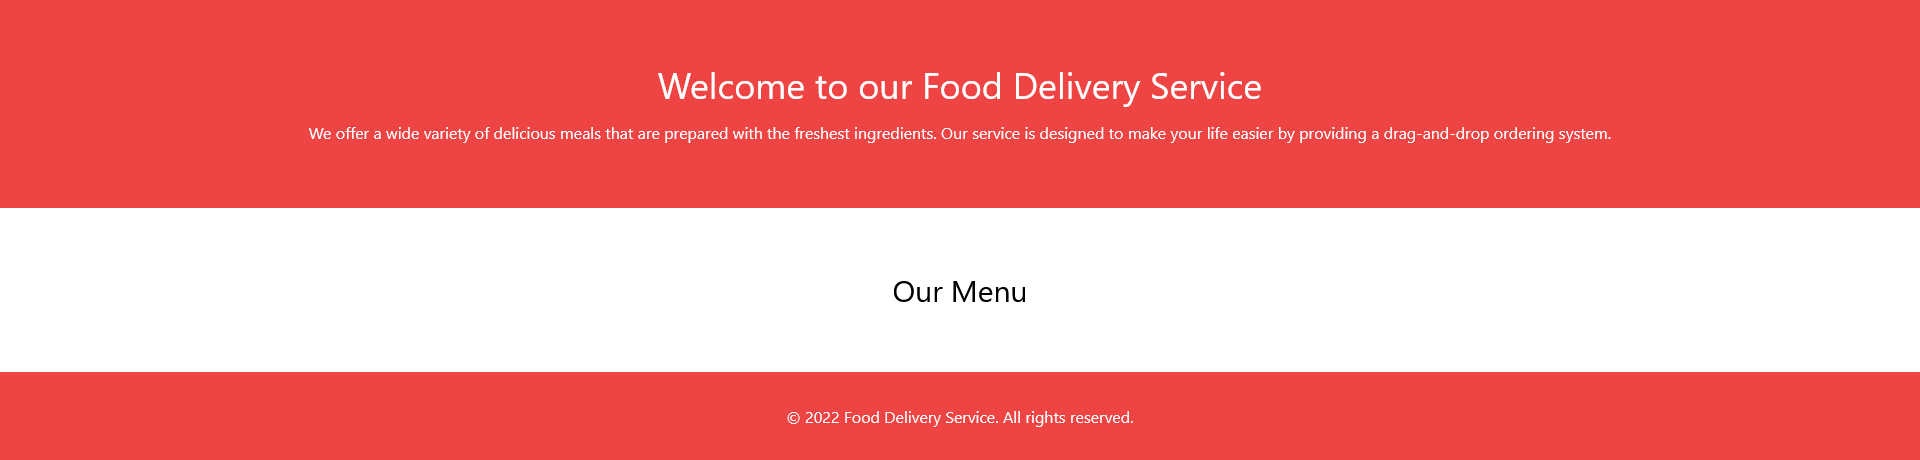 Welcome to our Food Delivery Service
We offer a wide variety of delicious meals that are prepared with the freshest ingredients. Our service is designed to make your life easier by providing a drag-and-drop ordering system.
Our Menu
© 2022 Food Delivery Service. All rights reserved.